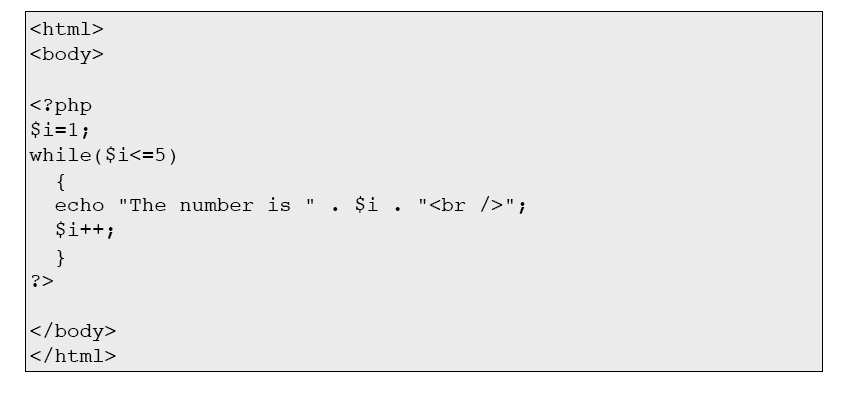 <html>
<body>

<?php
$i=1;
while($i<=5)
  {
  echo "The number is " . $i . "<br />";
  $i++;
  }
?>

</body>
</html>